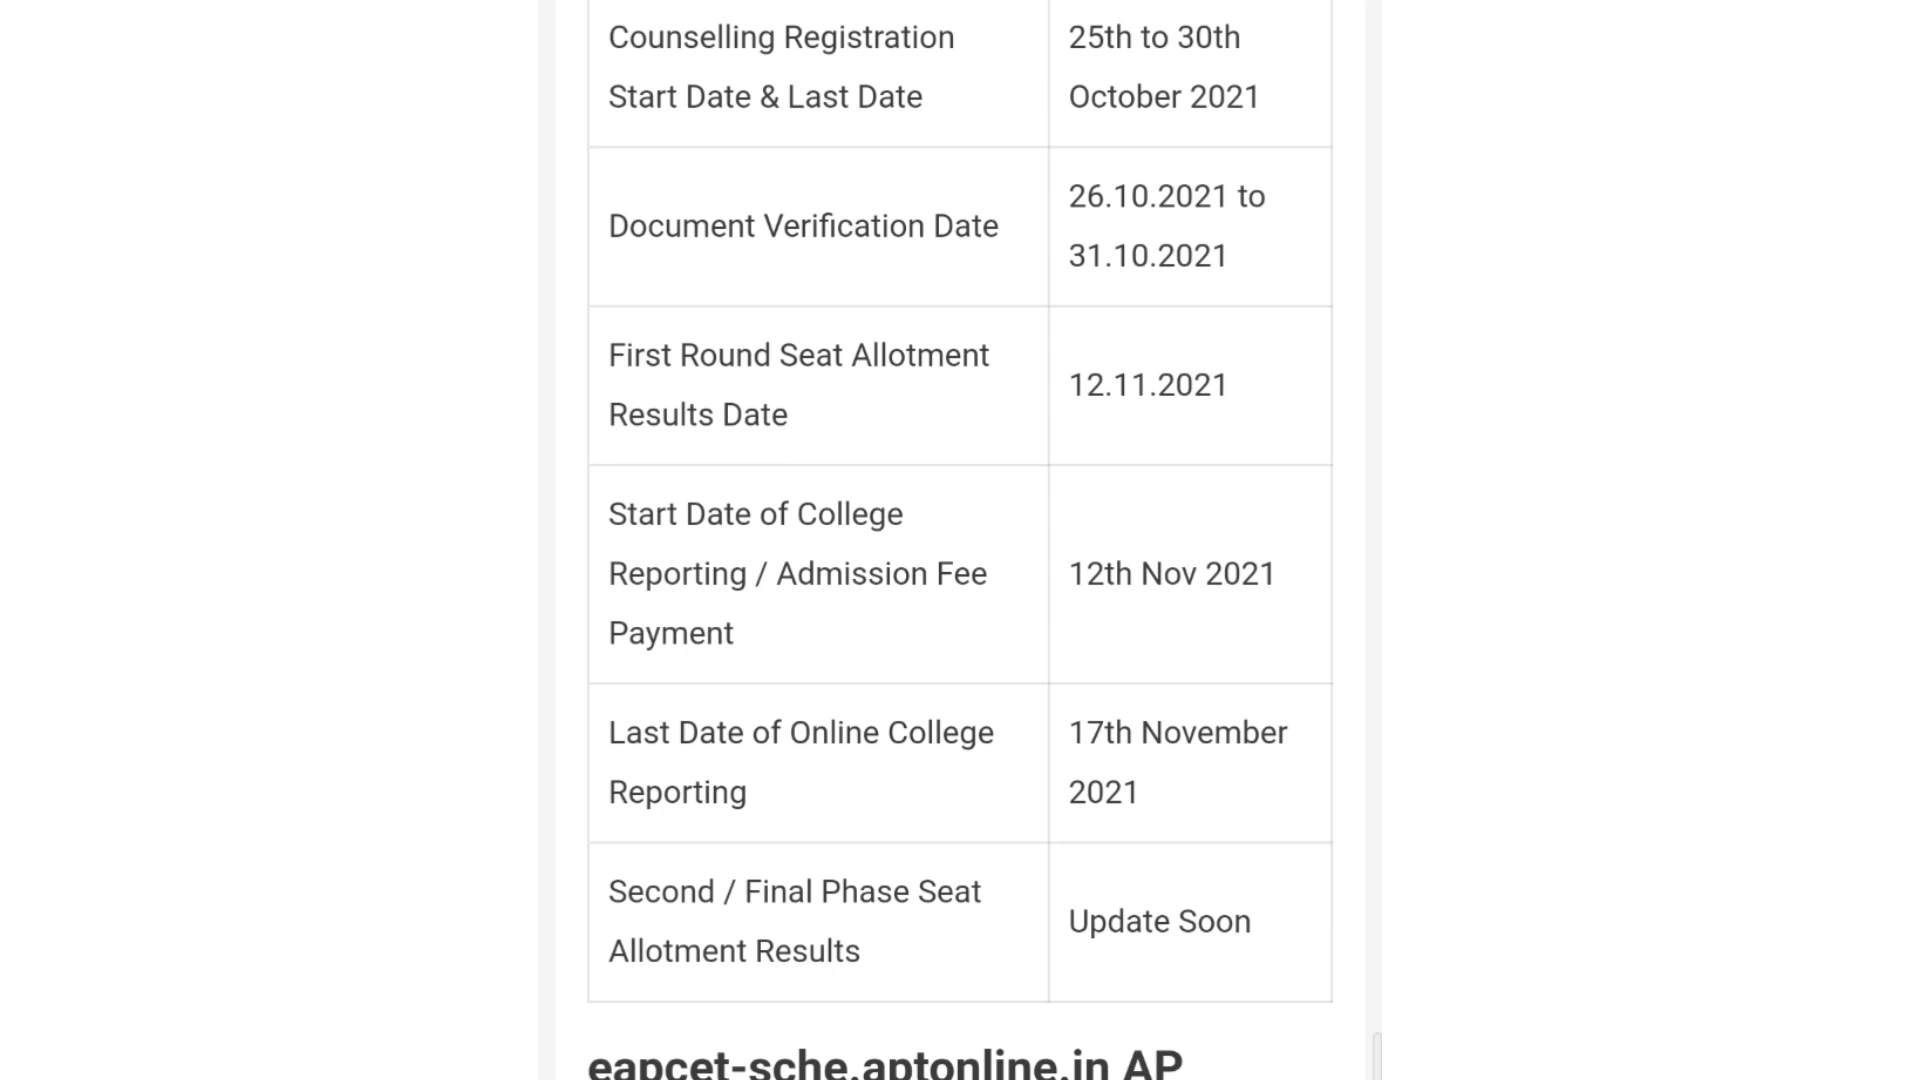 Counselling Registration
Start Date & Last Date
25th to 30th
October 2021
Document Verification Date
26.10.2021 to
31.10.2021
First Round Seat Allotment
Results Date
12.11.2021
Start Date of College
Reporting / Admission Fee
Payment
12th Nov 2021
Last Date of Online College
Reporting
17th November
2021
Second / Final Phase Seat
Allotment Results
Update Soon
eapcet-sche.aptonline.in AP